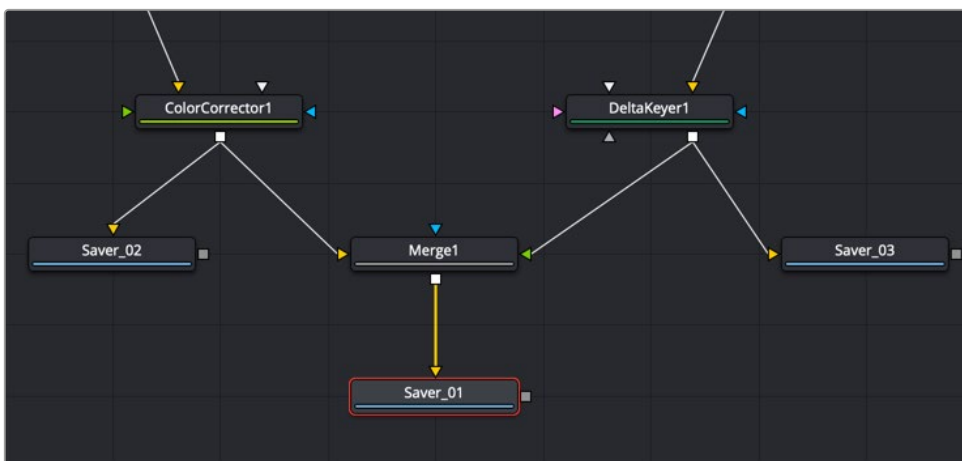 ColorCorrector1
DeltaKeyer1
Saver_02
Merge1
Saver_03
Saver_01